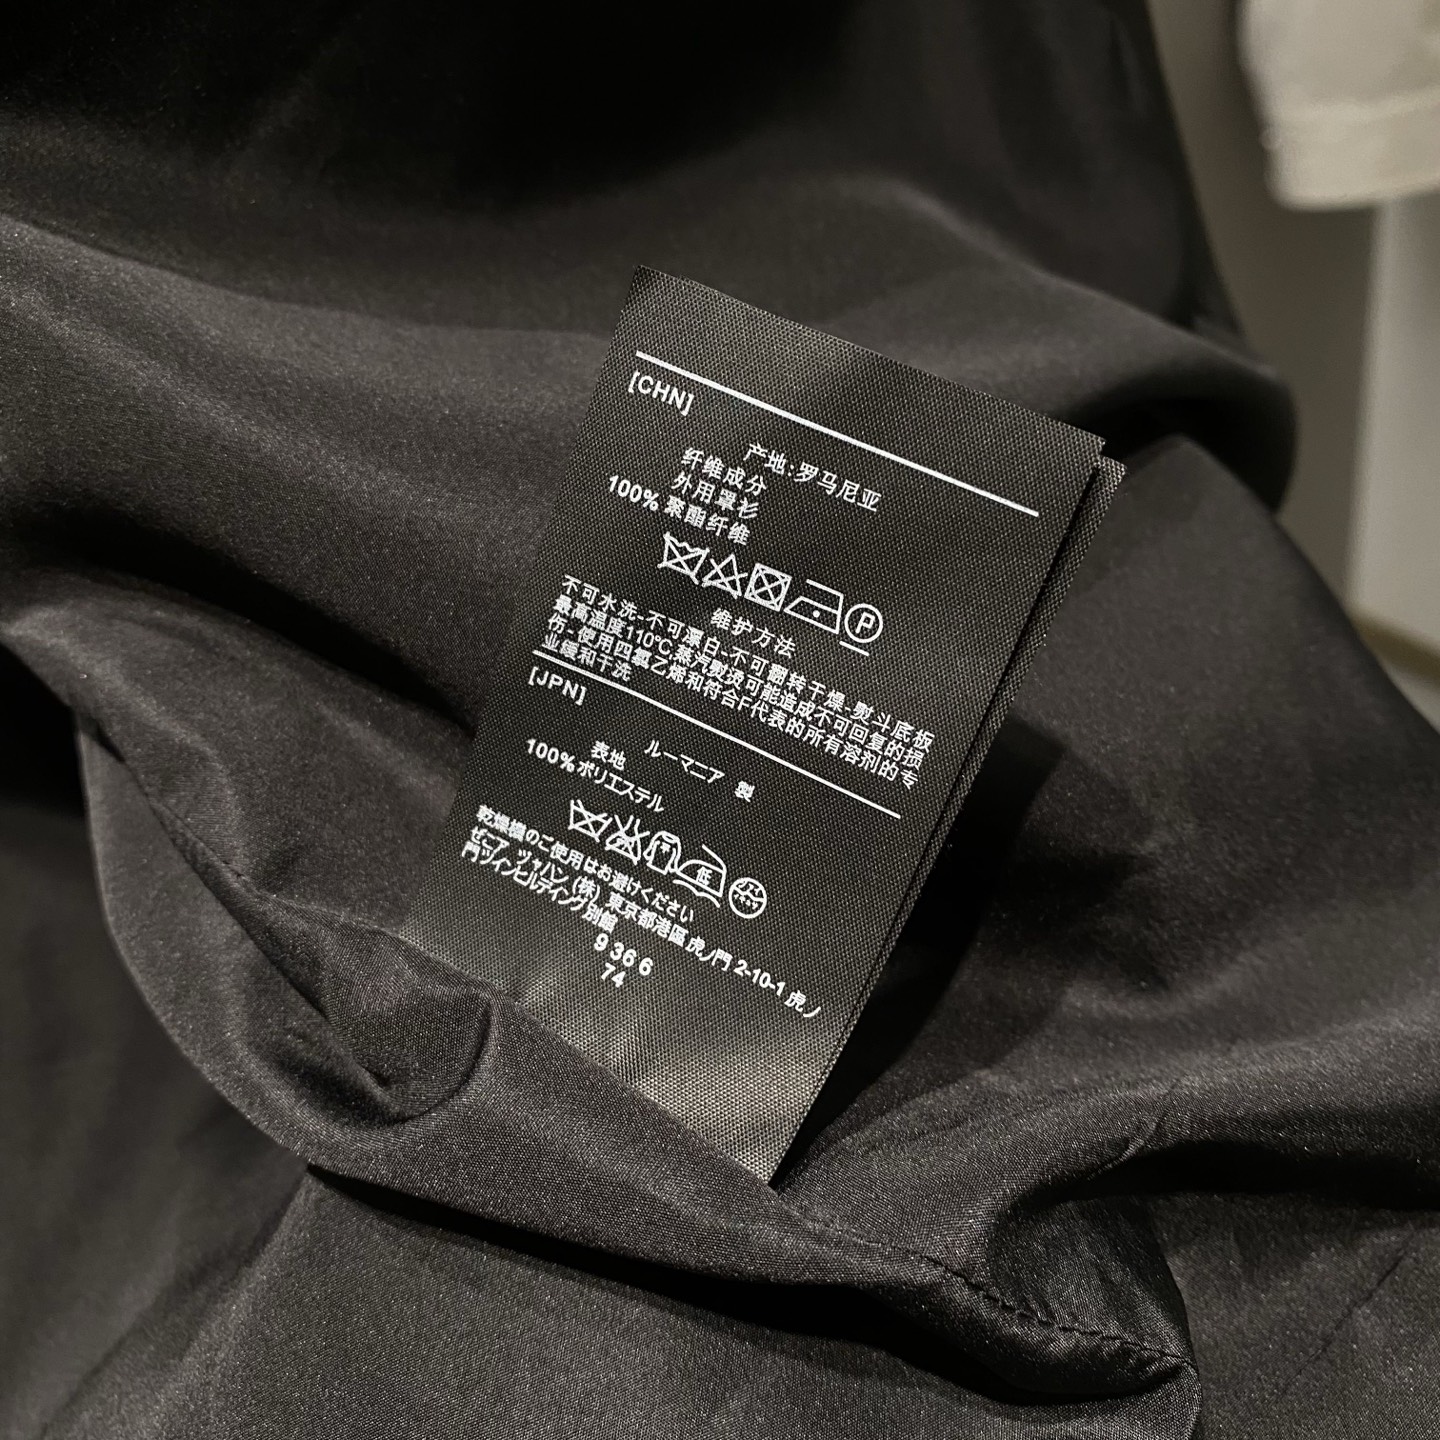 [CHN]
产地:罗马尼亚
纤维成分
外用罩衫
100% 聚酯纤维
P
维护方法
不可水洗-不可漂白-不可翻转干燥-熨斗底板
最高温度110℃蒸汽熨烫可能造成不可回复的损
伤-使用四氯乙烯和符合F代表的所有溶剂的专
业缓和干洗
[JPN]
ルーマニア 製
表地
100%ポリエステル
低
乾燥機のご使用はお避けください
ゼニア ジャパン (株) 東京都港區 虎ノ門 2-10-1 虎ノ
門ツインビルディング別館
9366
74